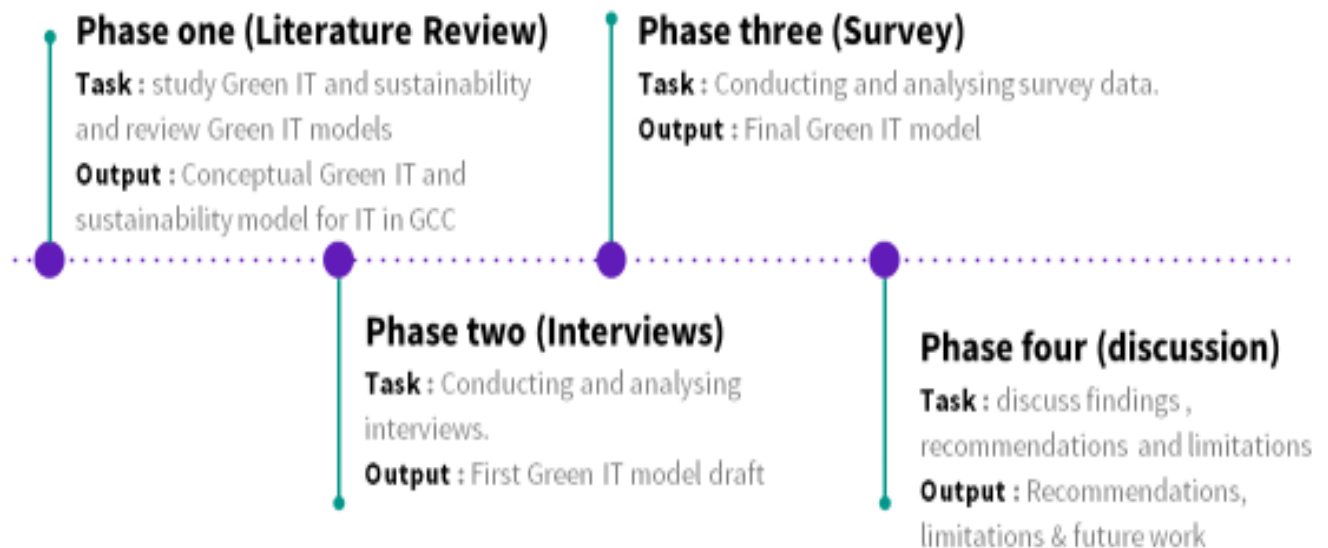 Phase one (Literature Review)
Task : study Green IT and sustainability
and review Green IT models
Output : Conceptual Green IT and
sustainability model for IT in GCC
Phase two (Interviews)
Task : Conducting and analysing
interviews.
Output : First Green IT model draft
Phase three (Survey)
Task : Conducting and analysing survey data.
Output : Final Green IT model
Phase four (discussion)
Task : discuss findings ,
recommendations and limitations
Output : Recommendations,
limitations & future work